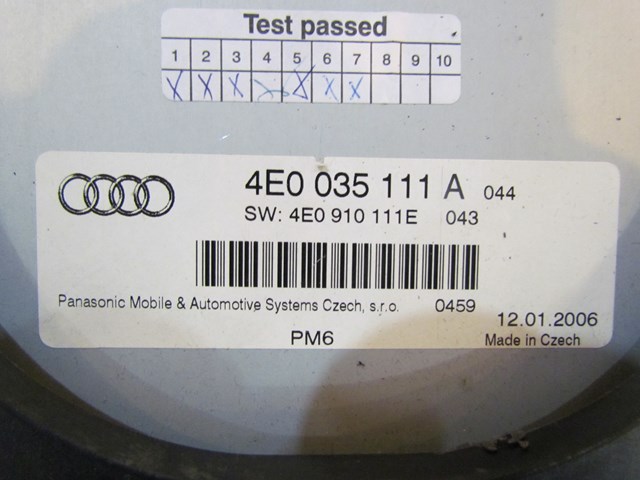 Test passed
1 2 3 4 5 6 7 8 9 10
X X X X X X X
4E0 035 111 A 044
SW: 4E0 910 111E 043
Panasonic Mobile & Automotive Systems Czech, s.r.o. 0459
12.01.2006
PM6 Made in Czech